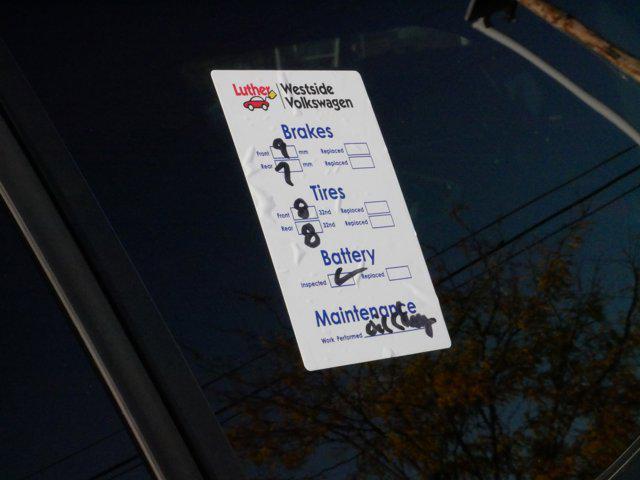 Luther Westside
Volkswagen
Brakes
Front 9 mm Replaced
Rear 7 mm Replaced
Tires
Front 8 32nd Replaced
Rear 8 32nd Replaced
Battery
Inspected ✓ Replaced
Maintenance
Work Performed